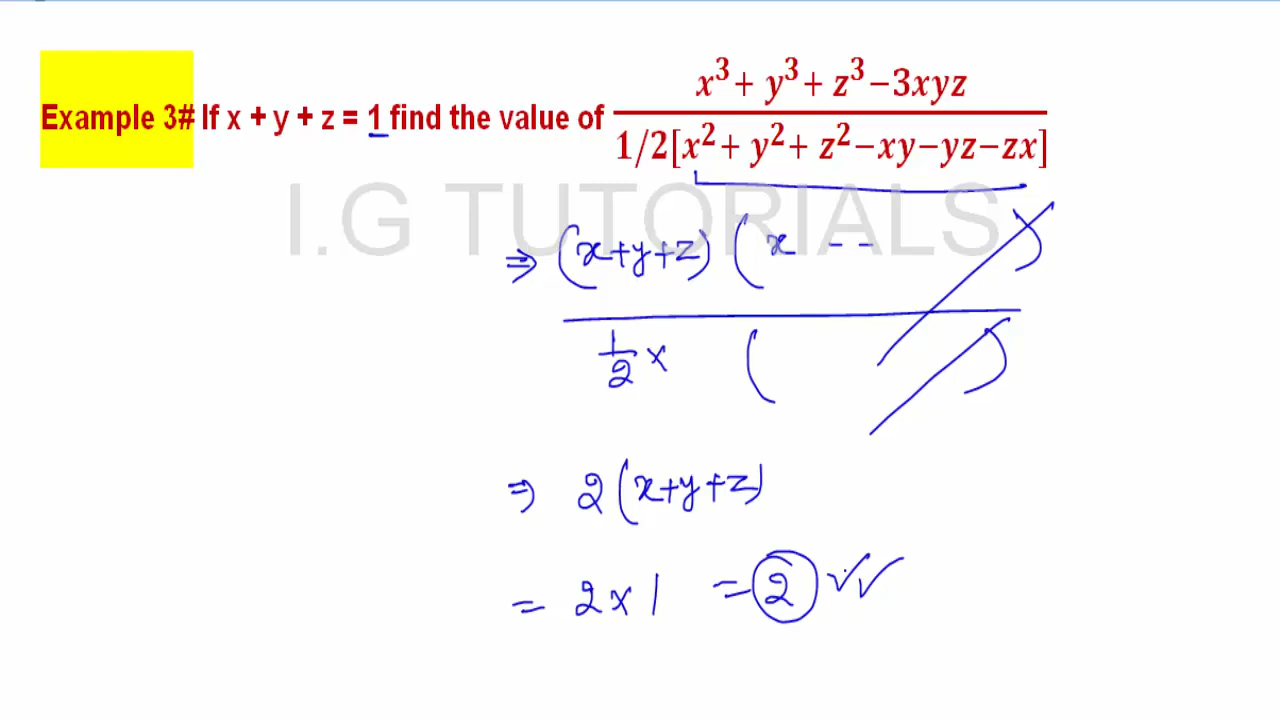 Example 3# If x + y + z = 1 find the value of x³ + y³ + z³ −3xyz / 1/2[x² + y² + z² −xy−yz−zx]
I.G TUTORIALS
⇒ (x+y+z) ( x -- )
1/2 × ( )
⇒ 2(x+y+z)
= 2 x 1 = 2 ✓✓